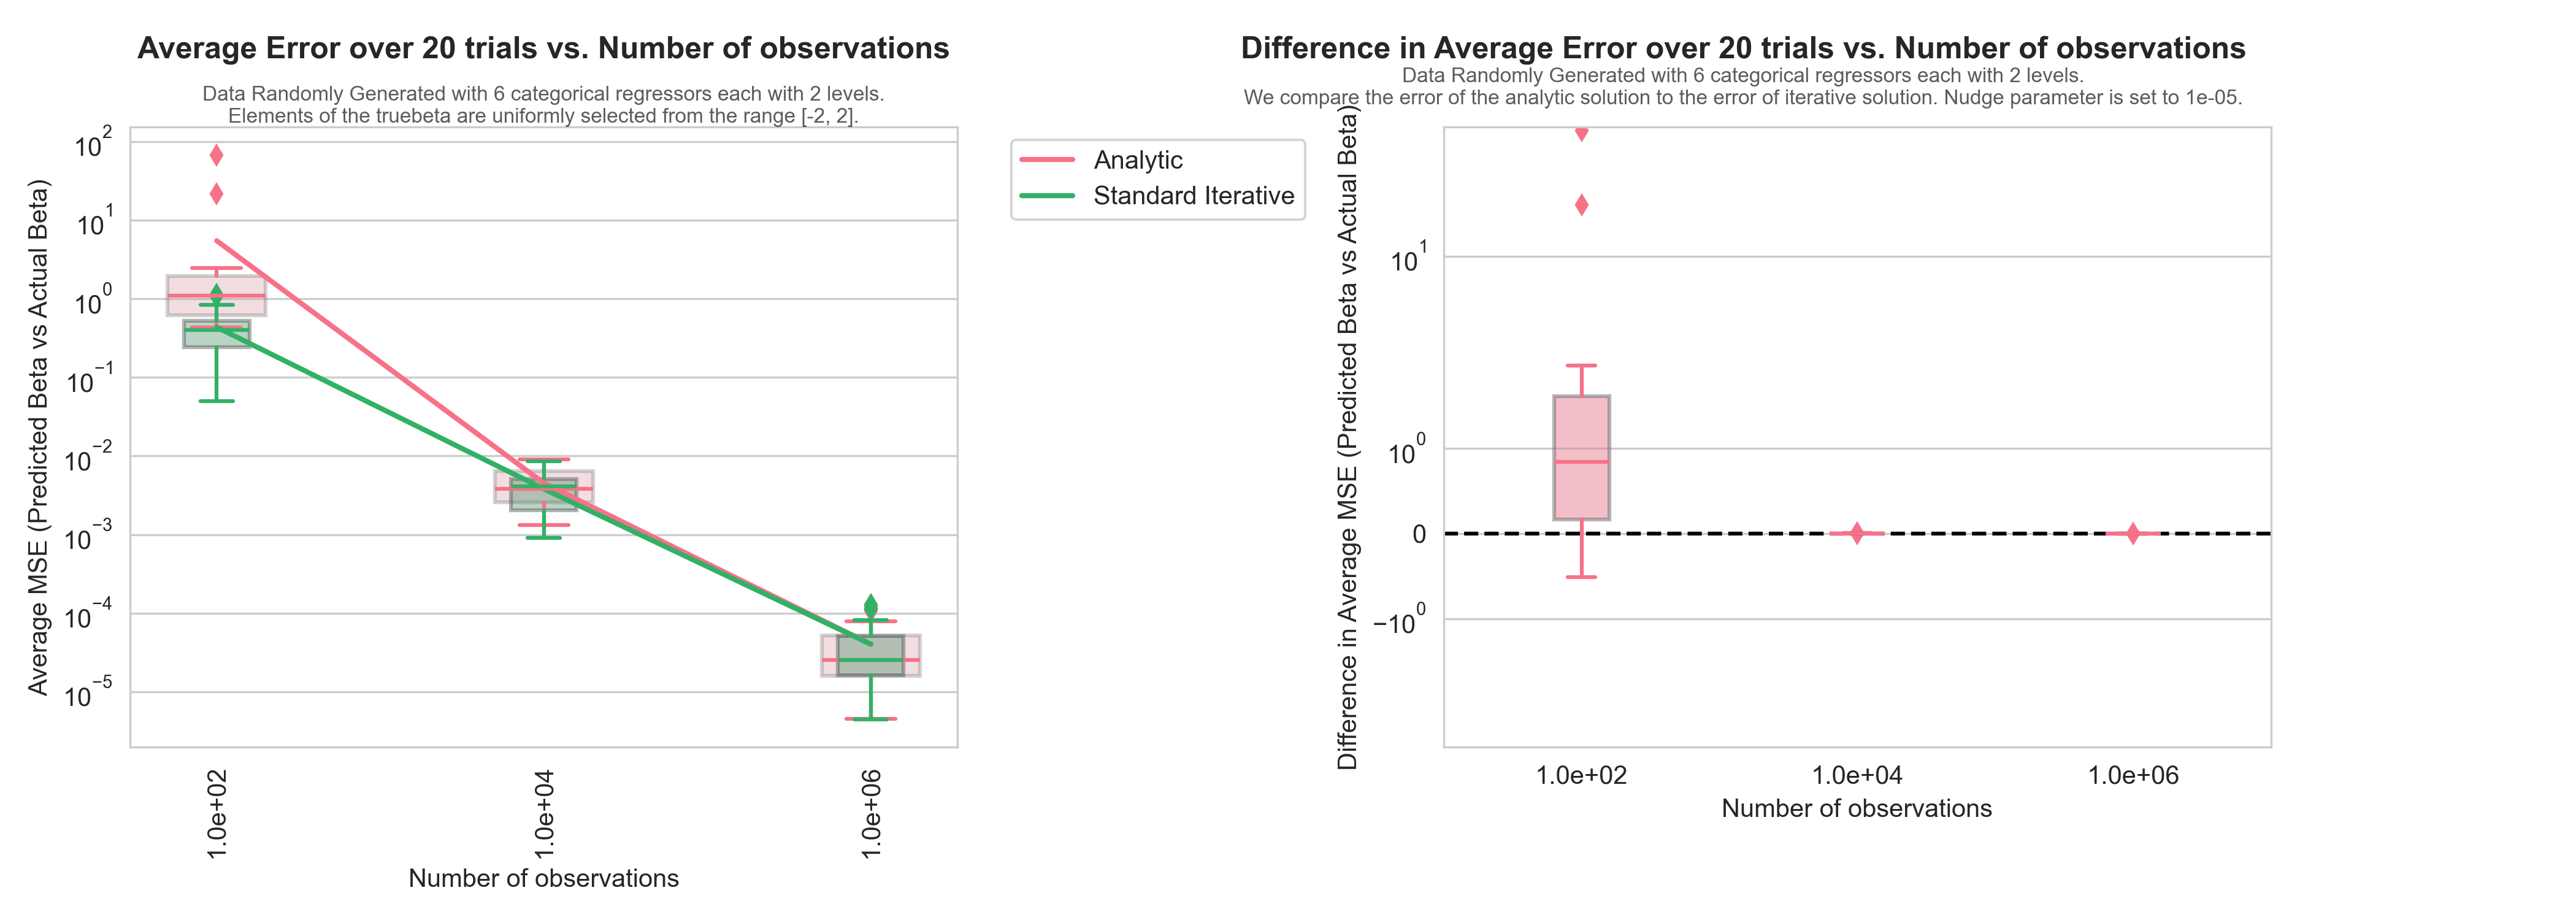 Average Error over 20 trials vs. Number of observations
Data Randomly Generated with 6 categorical regressors each with 2 levels.
Elements of the truebeta are uniformly selected from the range [-2, 2].
Average MSE (Predicted Beta vs Actual Beta)
10^2
10^1
10^0
10^−1
10^−2
10^−3
10^−4
10^−5
1.0e+02
1.0e+04
1.0e+06
Number of observations
Analytic
Standard Iterative
Difference in Average Error over 20 trials vs. Number of observations
Data Randomly Generated with 6 categorical regressors each with 2 levels.
We compare the error of the analytic solution to the error of iterative solution. Nudge parameter is set to 1e-05.
Difference in Average MSE (Predicted Beta vs Actual Beta)
10^1
10^0
0
−10^0
1.0e+02 1.0e+04 1.0e+06
Number of observations